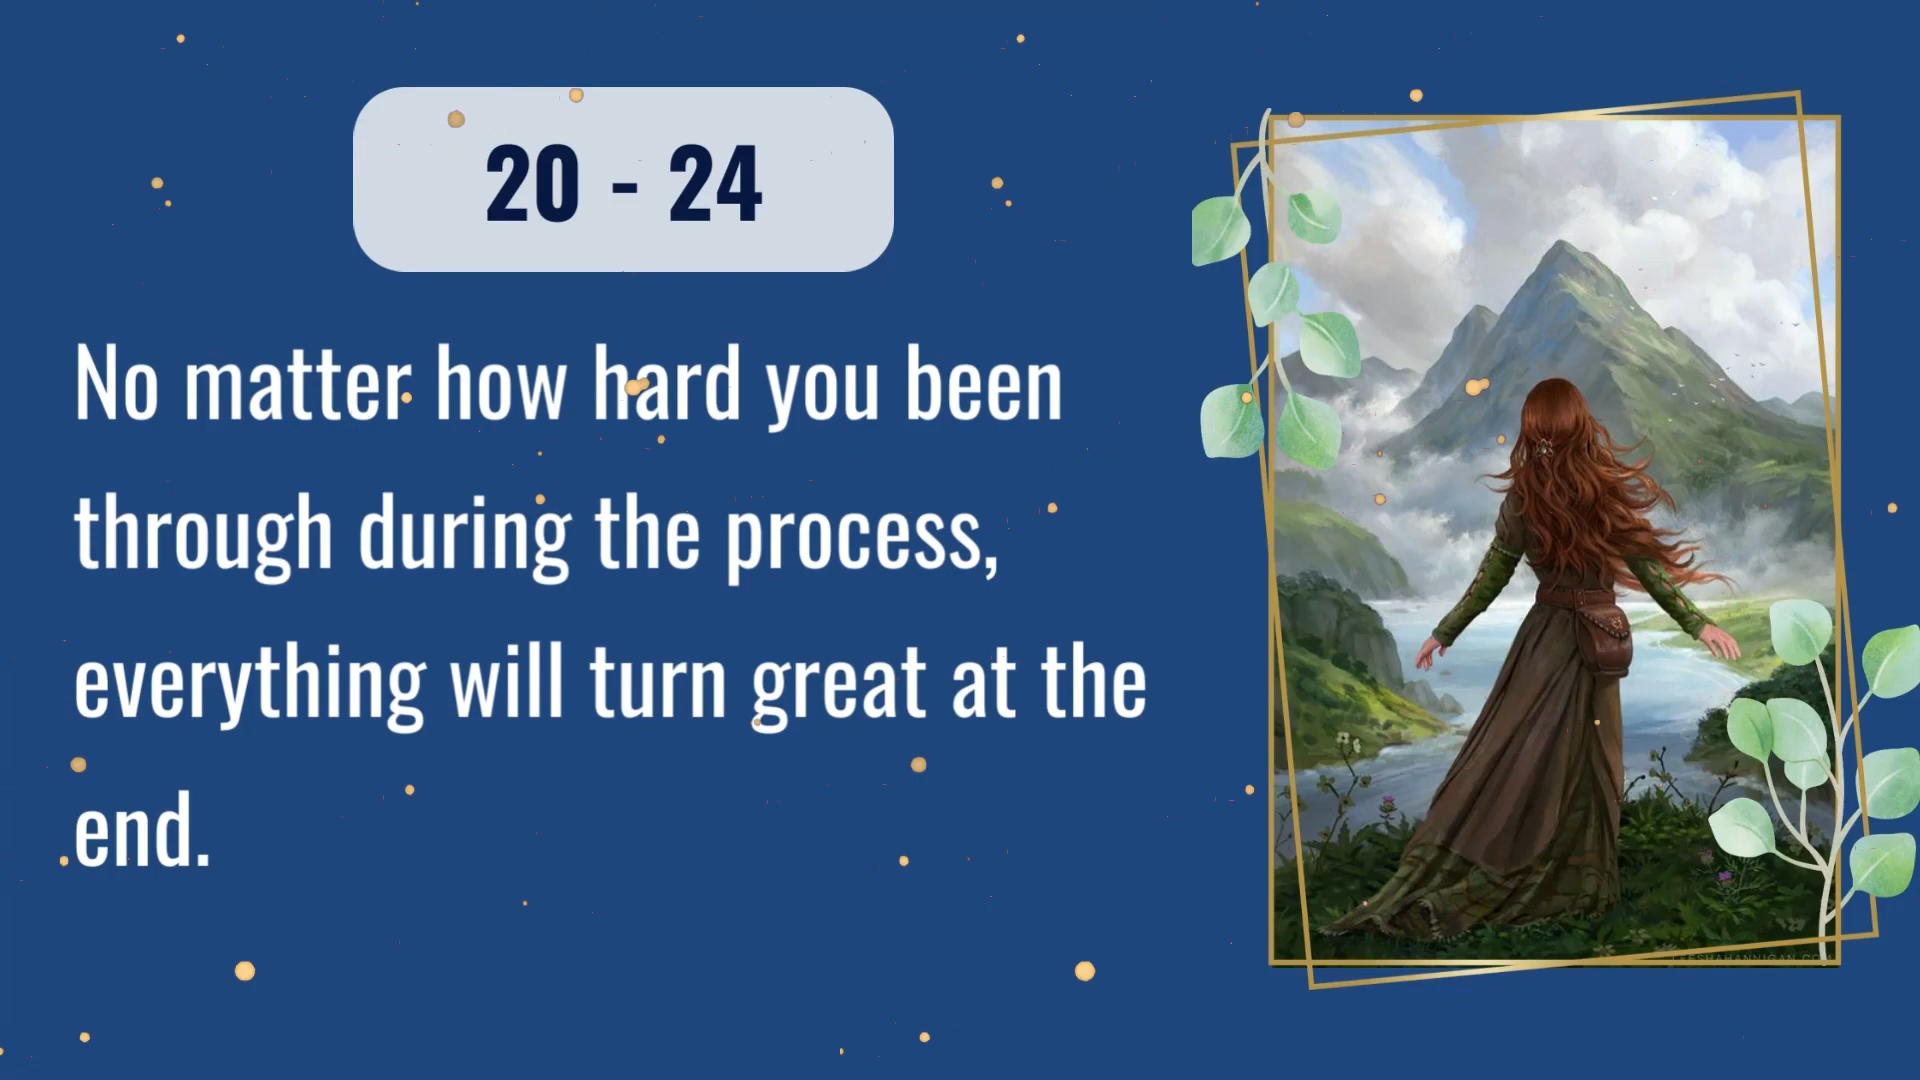 20 - 24
No matter how hard you been
through during the process,
everything will turn great at the
end.